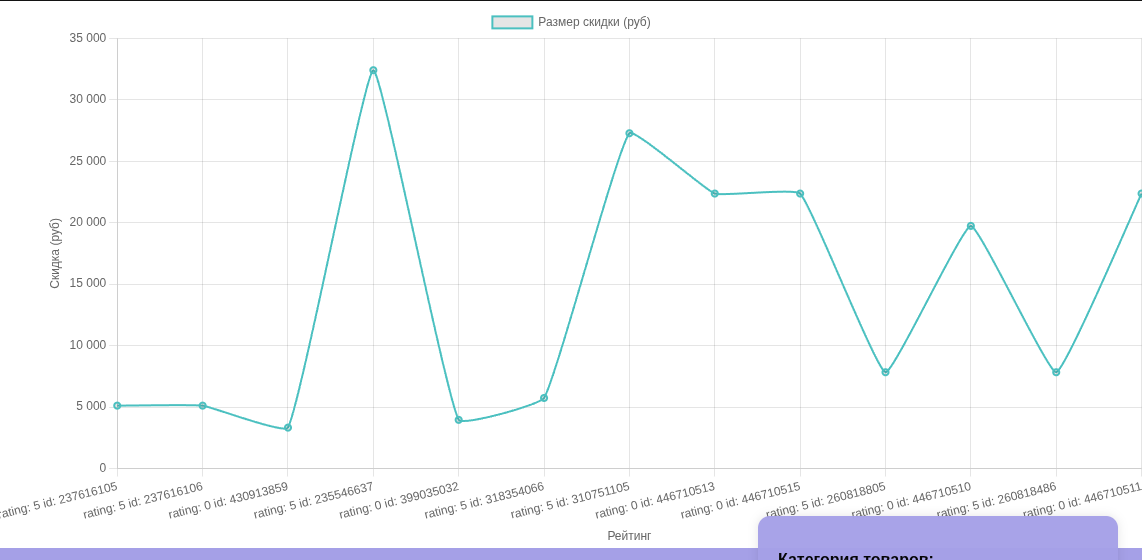 Размер скидки (руб)
35 000
30 000
25 000
20 000
15 000
10 000
5 000
0
Скидка (руб)
rating: 5 id: 237616105
rating: 5 id: 237616106
rating: 0 id: 430913859
rating: 5 id: 235546637
rating: 0 id: 399035032
rating: 5 id: 318354066
rating: 5 id: 310751105
rating: 0 id: 446710513
rating: 0 id: 446710515
rating: 5 id: 260818805
rating: 0 id: 446710510
rating: 5 id: 260818486
rating: 0 id: 446710511
Рейтинг
Категория товаров: